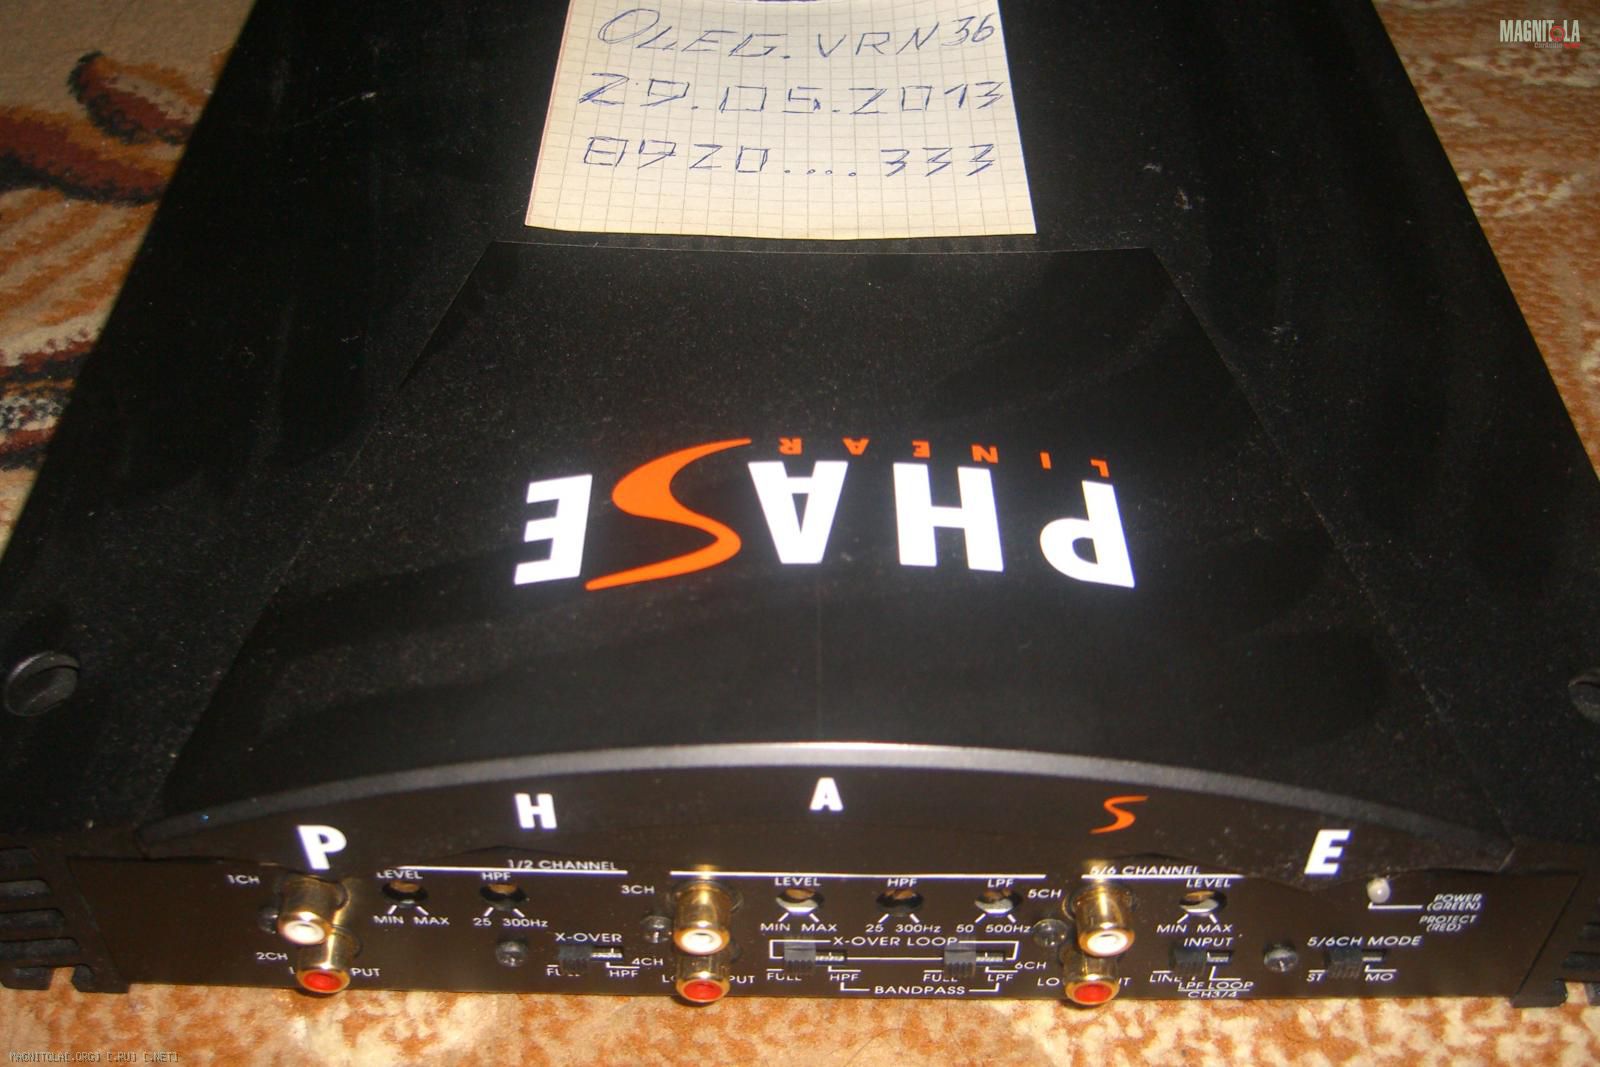 MAGNITOLA
OLEG.VRN36
29.05.2013
8920....333
LINEAR
PHASE
P H A S E
1/2 CHANNEL
5/6 CHANNEL
1CH LEVEL HPF 3CH LEVEL HPF LPF 5CH LEVEL
MIN MAX 25 300Hz MIN MAX 25 300Hz 50 500Hz MIN MAX
POWER
(GREEN)
PROTECT
(RED)
2CH X-OVER 4CH X-OVER LOOP 6CH INPUT 5/6CH MODE
FULL HPF FULL HPF FULL LPF LINE LPF LOOP ST MO
BANDPASS CH3/4